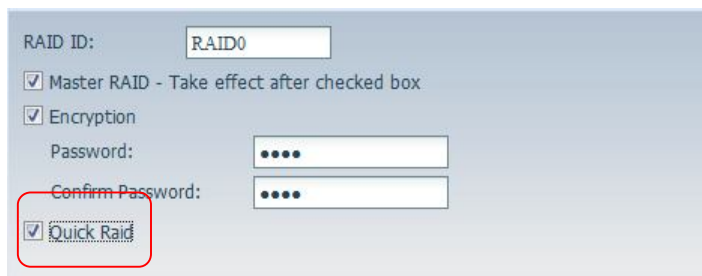 RAID ID: RAID0
Master RAID - Take effect after checked box
Encryption
Password: ●●●●
Confirm Password: ●●●●
Quick Raid